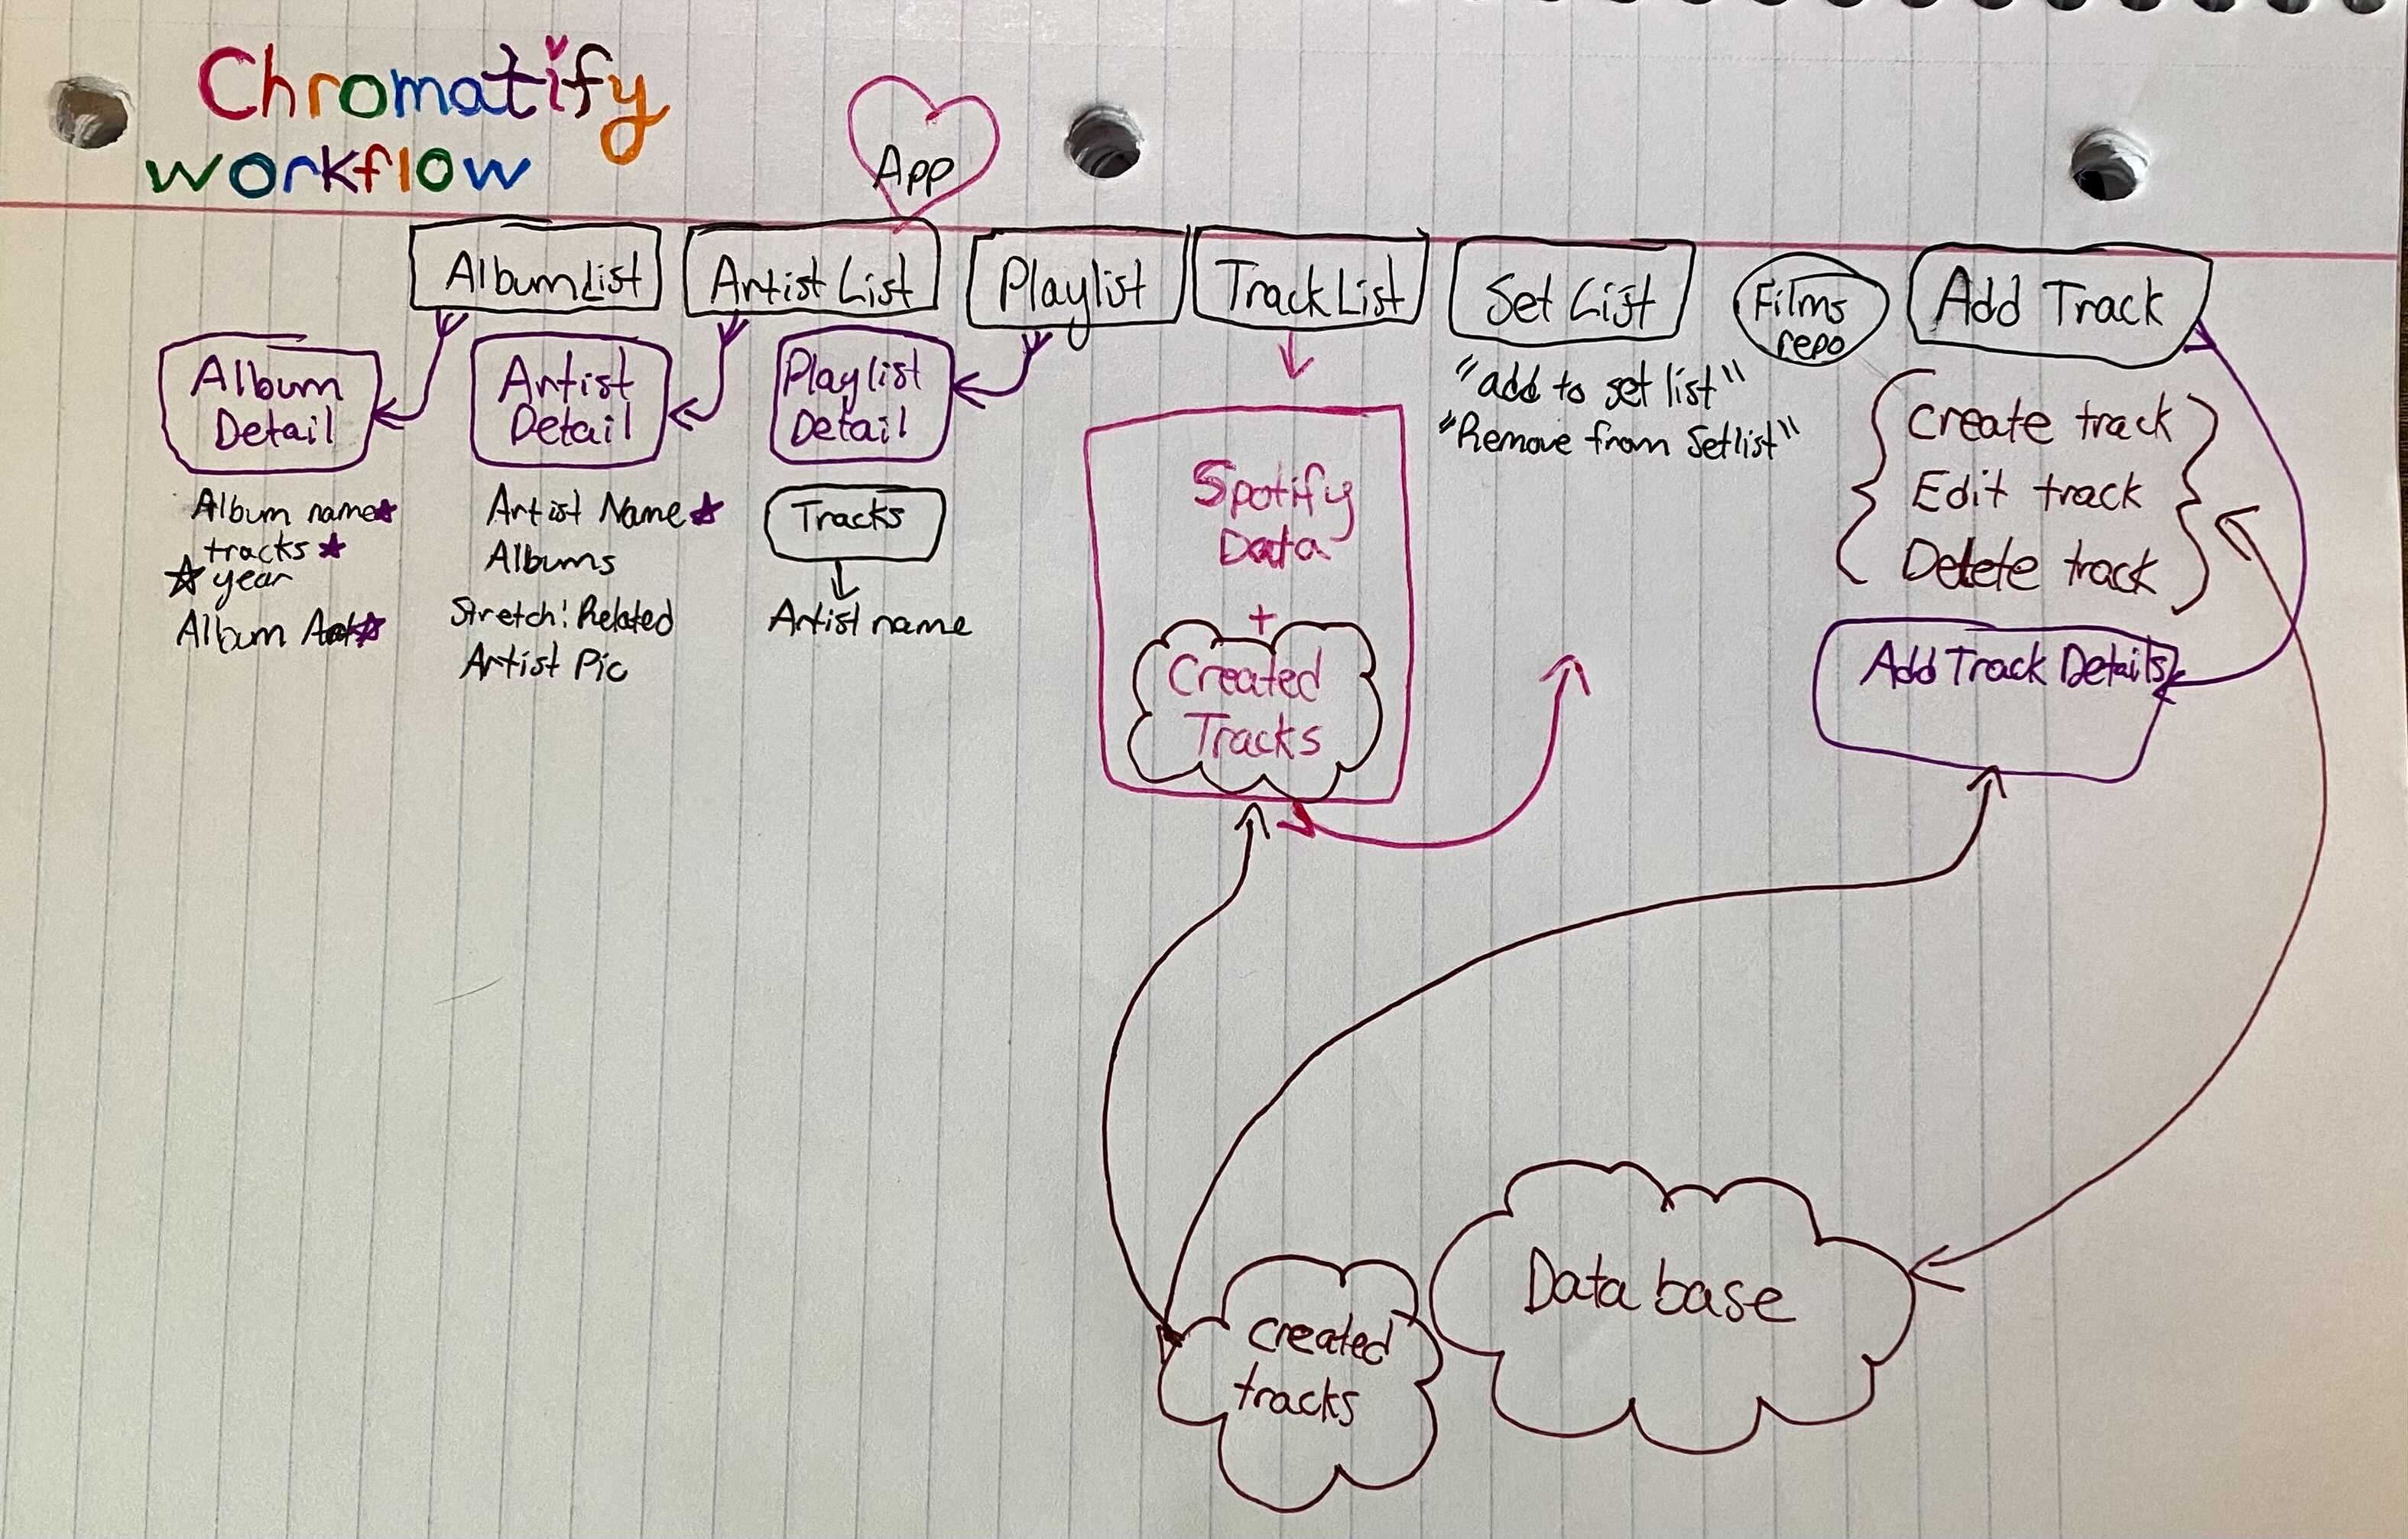 Chromatify
workflow
App
AlbumList
Artist List
Playlist
Track List
Set List
Films
repo
Add Track
Album
Detail
Album name
tracks
year
Album Art
Artist
Detail
Artist Name
Albums
Stretch: Related
Artist Pic
Playlist
Detail
Tracks
Artist name
Spotify
Data
+
Created
Tracks
"add to set list"
"Remove from Setlist"
Create track
Edit track
Delete track
Add Track Details
Created
tracks
Data base